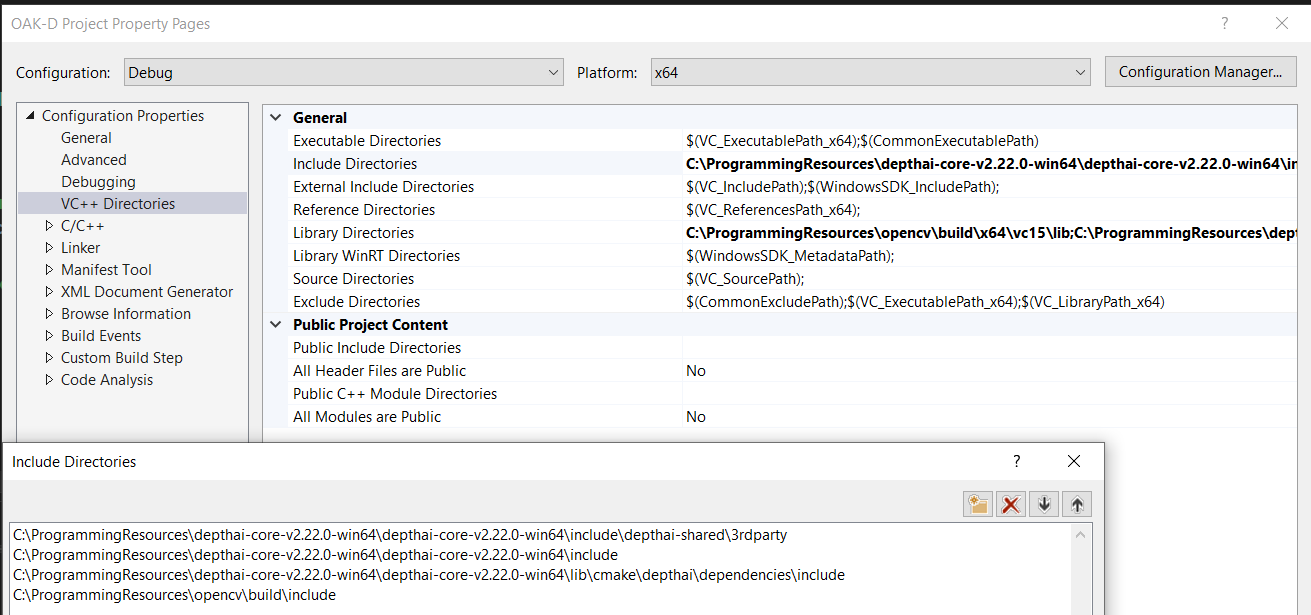 OAK-D Project Property Pages
?
Configuration: Debug Platform: x64 Configuration Manager...
Configuration Properties
General
Advanced
Debugging
VC++ Directories
C/C++
Linker
Manifest Tool
XML Document Generator
Browse Information
Build Events
Custom Build Step
Code Analysis
General
Executable Directories $(VC_ExecutablePath_x64);$(CommonExecutablePath)
Include Directories C:\ProgrammingResources\depthai-core-v2.22.0-win64\depthai-core-v2.22.0-win64\in
External Include Directories $(VC_IncludePath);$(WindowsSDK_IncludePath);
Reference Directories $(VC_ReferencesPath_x64);
Library Directories C:\ProgrammingResources\opencv\build\x64\vc15\lib;C:\ProgrammingResources\dept
Library WinRT Directories $(WindowsSDK_MetadataPath);
Source Directories $(VC_SourcePath);
Exclude Directories $(CommonExcludePath);$(VC_ExecutablePath_x64);$(VC_LibraryPath_x64)
Public Project Content
Public Include Directories
All Header Files are Public No
Public C++ Module Directories
All Modules are Public No
Include Directories
?
C:\ProgrammingResources\depthai-core-v2.22.0-win64\depthai-core-v2.22.0-win64\include\depthai-shared\3rdparty
C:\ProgrammingResources\depthai-core-v2.22.0-win64\depthai-core-v2.22.0-win64\include
C:\ProgrammingResources\depthai-core-v2.22.0-win64\depthai-core-v2.22.0-win64\lib\cmake\depthai\dependencies\include
C:\ProgrammingResources\opencv\build\include